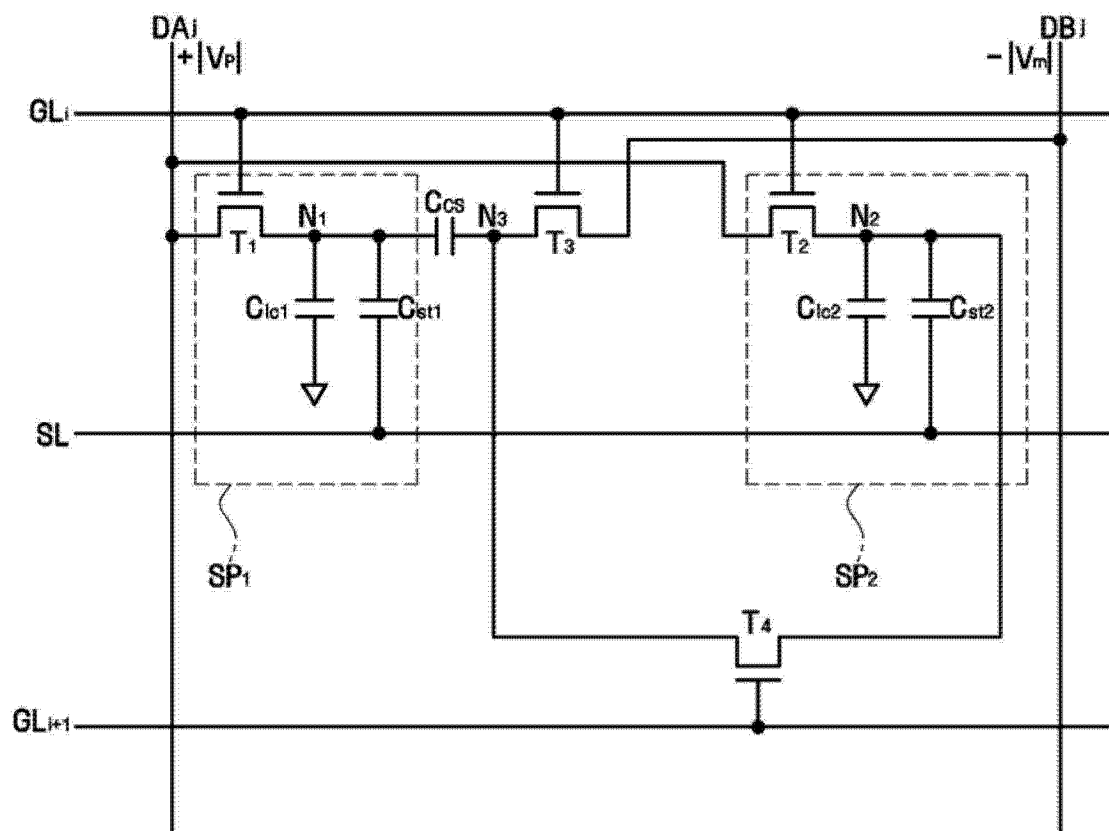 DAj
DBj
+|Vp|
-|Vm|
GLi
CCS
N1
N3
N2
T1
T3
T2
Clc1
Cst1
Clc2
Cst2
SL
SP1
SP2
T4
GLi+1